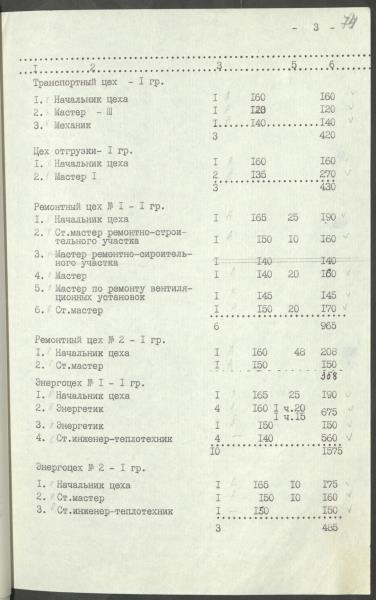 - 3 - 74
I 2 3 5 6
Транспортный цех - I гр.
I. Начальник цеха I I60 I60
2. Мастер - Ш I I20 I20
3. Механик I I40 I40
3 420
Цех отгрузки- I гр.
I. Начальник цеха I I60 I60
2. Мастер I 2 I35 270
3 430
Ремонтный цех № I - I гр.
I. Начальник цеха I I65 25 I90
2. Ст.мастер ремонтно-строи-
тельного участка I I50 I0 I60
3. Мастер ремонтно-сироитель-
ного участка I I40 I40
4. Мастер I I40 20 I60
5. Мастер по ремонту вентиля-
ционных установок I I45 I45
6. Ст.мастер I I50 20 I70
6 965
Ремонтный цех № 2 - I гр.
I. Начальник цеха I I60 48 208
2. Ст.мастер I I50 I50
358
Энергоцех № I - I гр.
I. Начальник цеха I I65 25 I90
2. Энергетик 4 I60 I ч.20 675
I ч.I5
3. Энергетик I I50 I50
4. Ст.инженер-теплотехник 4 I40 560
I0 I575
Энергоцех № 2 - I гр.
I. Начальник цеха I I65 I0 I75
2. Ст.мастер I I50 I0 I60
3. Ст.инженер-теплотехник I I50 I50
3 485